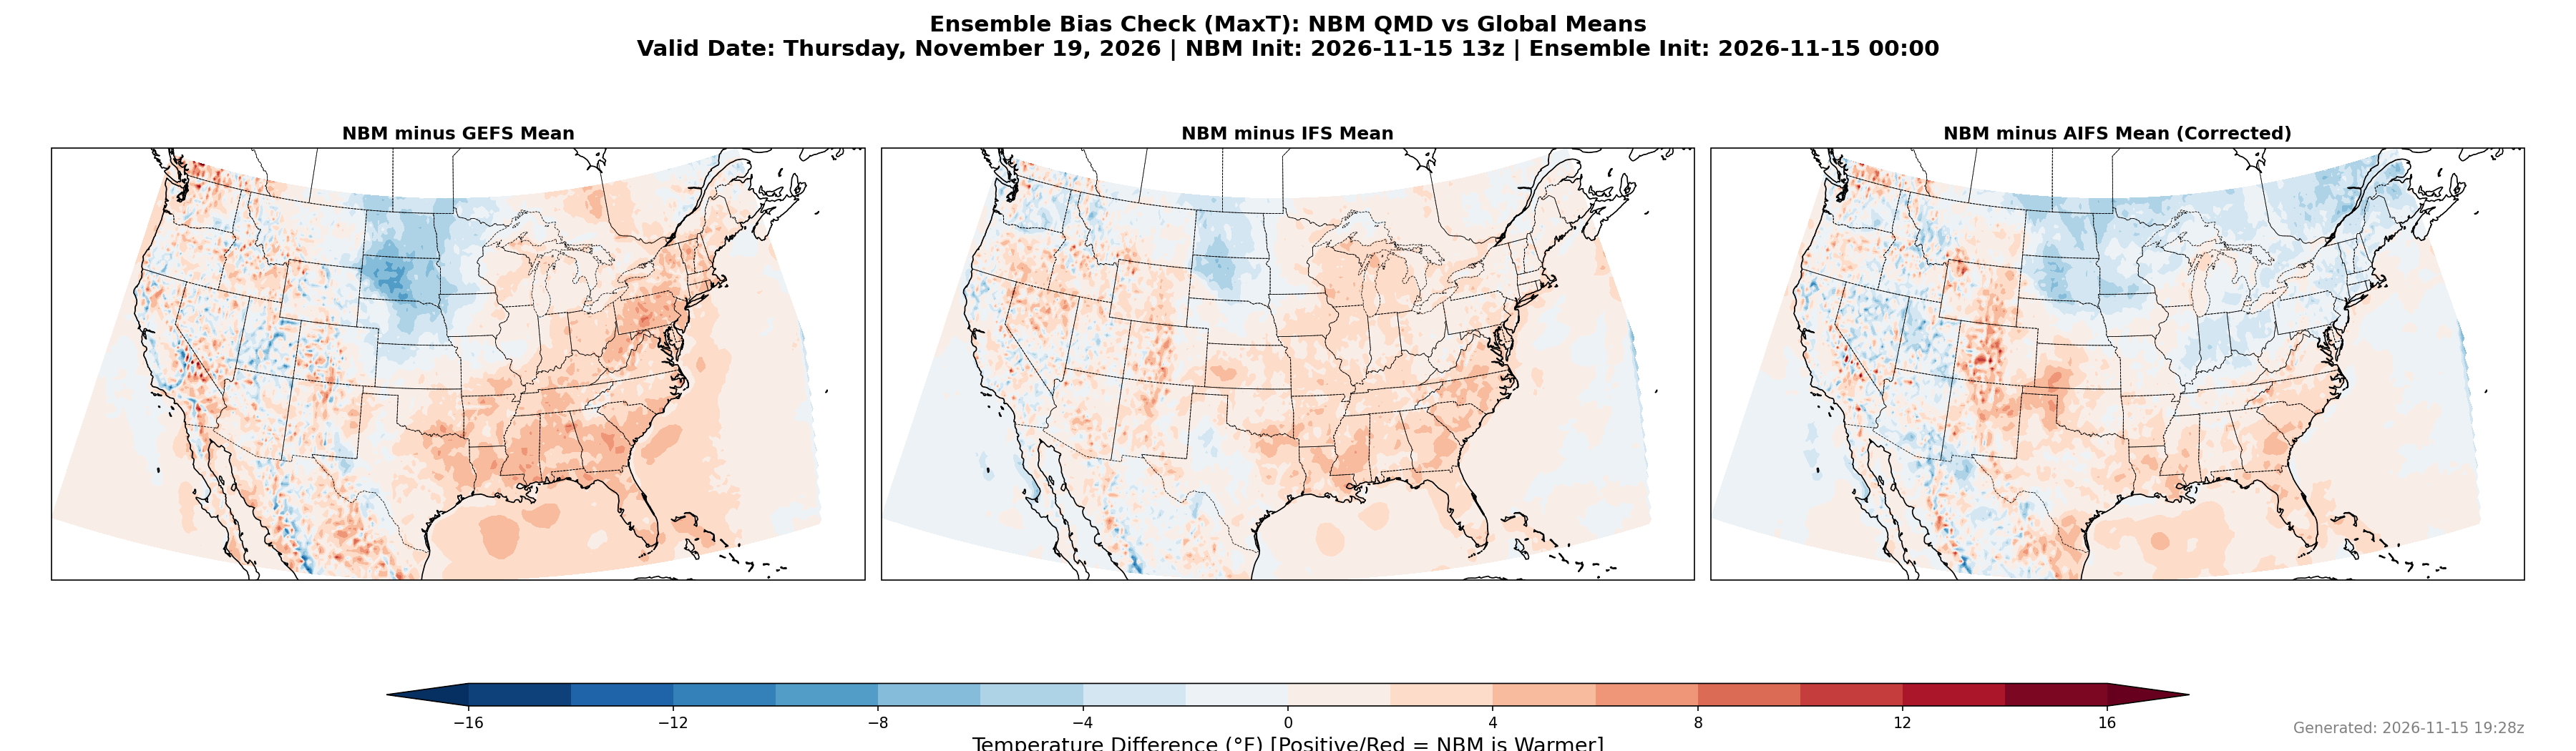 Ensemble Bias Check (MaxT): NBM QMD vs Global Means
Valid Date: Thursday, November 19, 2026 | NBM Init: 2026-11-15 13z | Ensemble Init: 2026-11-15 00:00
NBM minus GEFS Mean
NBM minus IFS Mean
NBM minus AIFS Mean (Corrected)
−16 −12 −8 −4 0 4 8 12 16
Generated: 2026-11-15 19:28z
Temperature Difference (°F) [Positive/Red = NBM is Warmer]